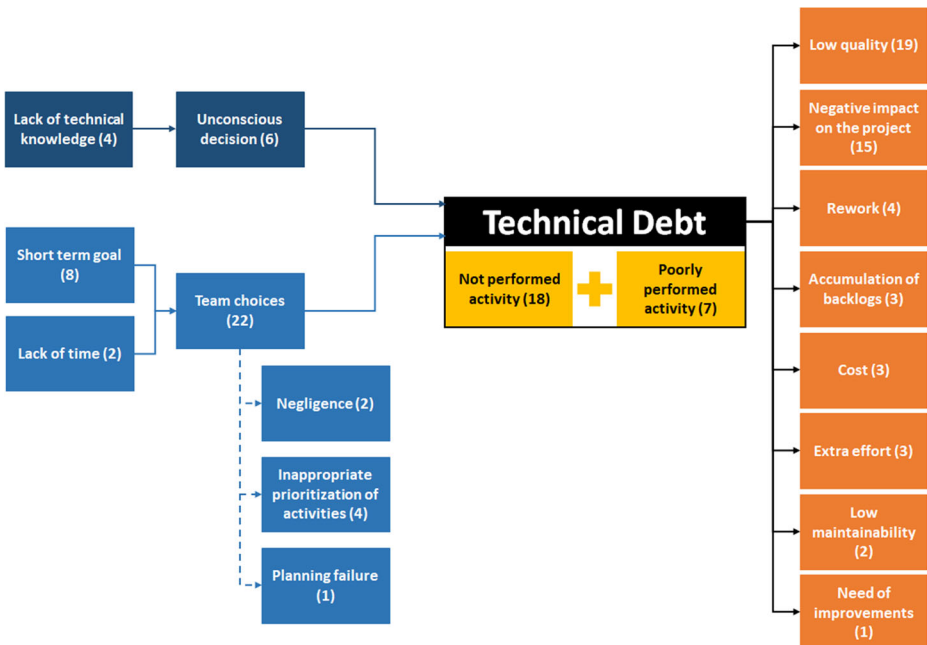 Lack of technical
knowledge (4)
Unconscious
decision (6)
Short term goal
(8)
Lack of time (2)
Team choices
(22)
Negligence (2)
Inappropriate
prioritization of
activities (4)
Planning failure
(1)
Technical Debt
Not performed
activity (18)
Poorly
performed
activity (7)
Low quality (19)
Negative impact
on the project
(15)
Rework (4)
Accumulation of
backlogs (3)
Cost (3)
Extra effort (3)
Low
maintainability
(2)
Need of
improvements
(1)